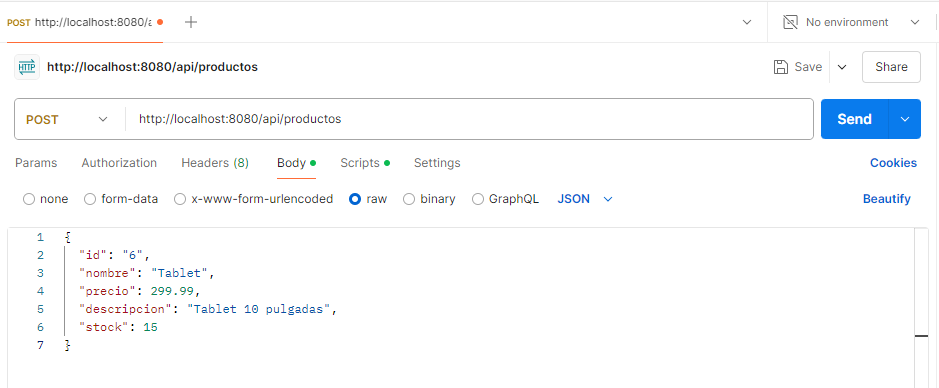 POST http://localhost:8080/a
No environment
HTTP http://localhost:8080/api/productos
Save
Share
POST
http://localhost:8080/api/productos
Send
Params Authorization Headers (8) Body Scripts Settings Cookies
none form-data x-www-form-urlencoded raw binary GraphQL JSON Beautify
1 {
2 "id": "6",
3 "nombre": "Tablet",
4 "precio": 299.99,
5 "descripcion": "Tablet 10 pulgadas",
6 "stock": 15
7 }